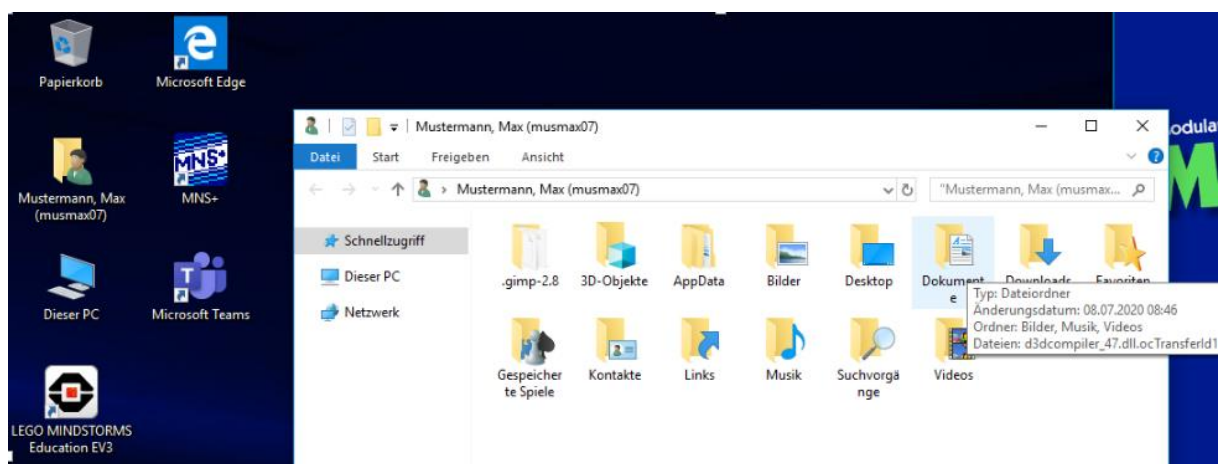 Papierkorb
Microsoft Edge
Mustermann, Max
(musmax07)
MNS+
MNS+
Dieser PC
Microsoft Teams
LEGO MINDSTORMS
Education EV3
Mustermann, Max (musmax07)
Datei Start Freigeben Ansicht
Mustermann, Max (musmax07)
"Mustermann, Max (musmax...
Schnellzugriff
Dieser PC
Netzwerk
.gimp-2.8 3D-Objekte AppData Bilder Desktop Dokument Downloads Favoriten
e
Typ: Dateiordner
Änderungsdatum: 08.07.2020 08:46
Ordner: Bilder, Musik, Videos
Dateien: d3dcompiler_47.dll.ocTransferId1
Gespeicher Kontakte Links Musik Suchvorgä Videos
te Spiele nge
odula
M